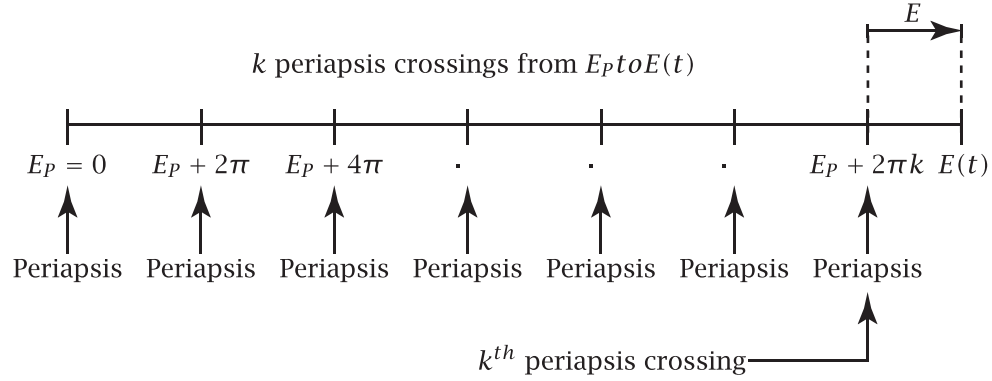 E
k periapsis crossings from E_P to E(t)
E_P = 0 E_P + 2π E_P + 4π . . . E_P + 2πk E(t)
Periapsis Periapsis Periapsis Periapsis Periapsis Periapsis Periapsis
k^th periapsis crossing